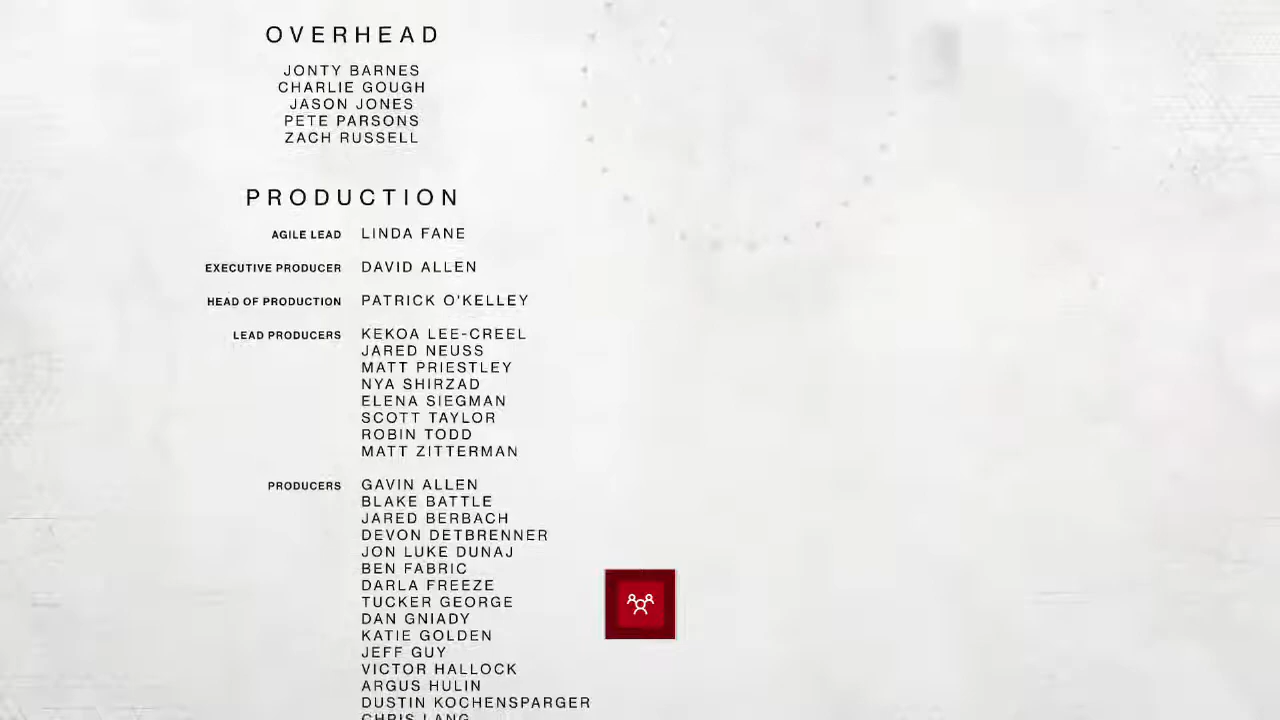 OVERHEAD
JONTY BARNES
CHARLIE GOUGH
JASON JONES
PETE PARSONS
ZACH RUSSELL
PRODUCTION
AGILE LEAD LINDA FANE
EXECUTIVE PRODUCER DAVID ALLEN
HEAD OF PRODUCTION PATRICK O'KELLEY
LEAD PRODUCERS KEKOA LEE-CREEL
JARED NEUSS
MATT PRIESTLEY
NYA SHIRZAD
ELENA SIEGMAN
SCOTT TAYLOR
ROBIN TODD
MATT ZITTERMAN
PRODUCERS GAVIN ALLEN
BLAKE BATTLE
JARED BERBACH
DEVON DETBRENNER
JON LUKE DUNAJ
BEN FABRIC
DARLA FREEZE
TUCKER GEORGE
DAN GNIADY
KATIE GOLDEN
JEFF GUY
VICTOR HALLOCK
ARGUS HULIN
DUSTIN KOCHENSPARGER
CHRIS LANG